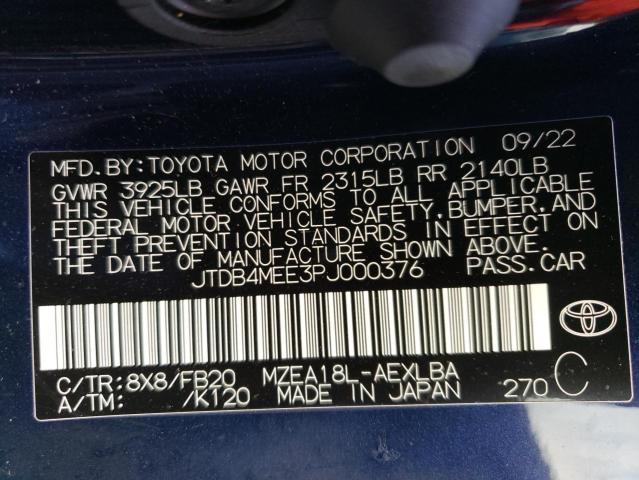 MFD. BY: TOYOTA MOTOR CORPORATION 09/22
GVWR 3925LB GAWR FR 2315LB RR 2140LB
THIS VEHICLE CONFORMS TO ALL APPLICABLE
FEDERAL MOTOR VEHICLE SAFETY, BUMPER, AND
THEFT PREVENTION STANDARDS IN EFFECT ON
THE DATE OF MANUFACTURE SHOWN ABOVE.
JTDB4MEE3PJ000376 PASS. CAR
C/TR: 8X8/FB20 MZEA18L-AEXLBA C
A/TM: /K120 MADE IN JAPAN 270